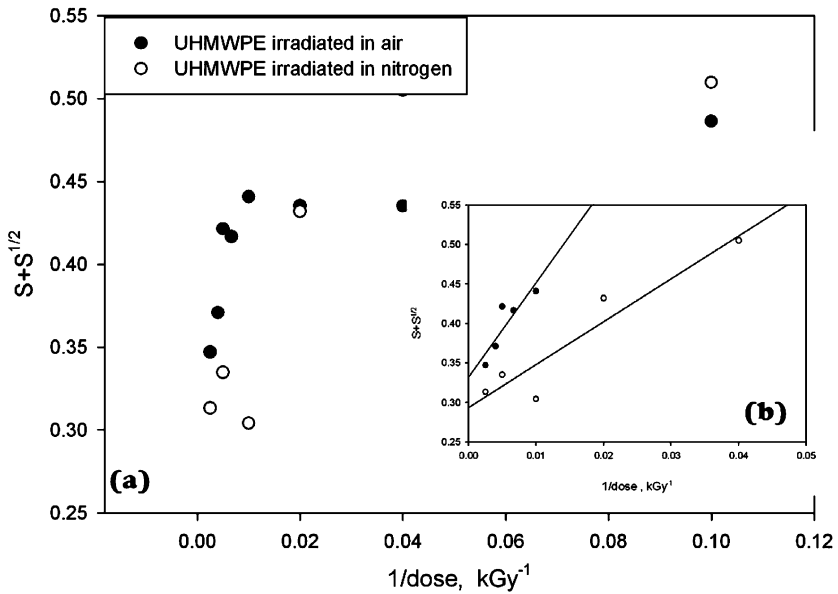 0.55
UHMWPE irradiated in air
UHMWPE irradiated in nitrogen
0.50
0.45
0.40
0.35
0.30
0.25
S+S1/2
(a)
0.00 0.02 0.04 0.06 0.08 0.10 0.12
1/dose, kGy-1
0.55
0.50
0.45
0.40
0.35
0.30
0.25
S+S1/2
(b)
0.00 0.01 0.02 0.03 0.04 0.05
1/dose , kGy1